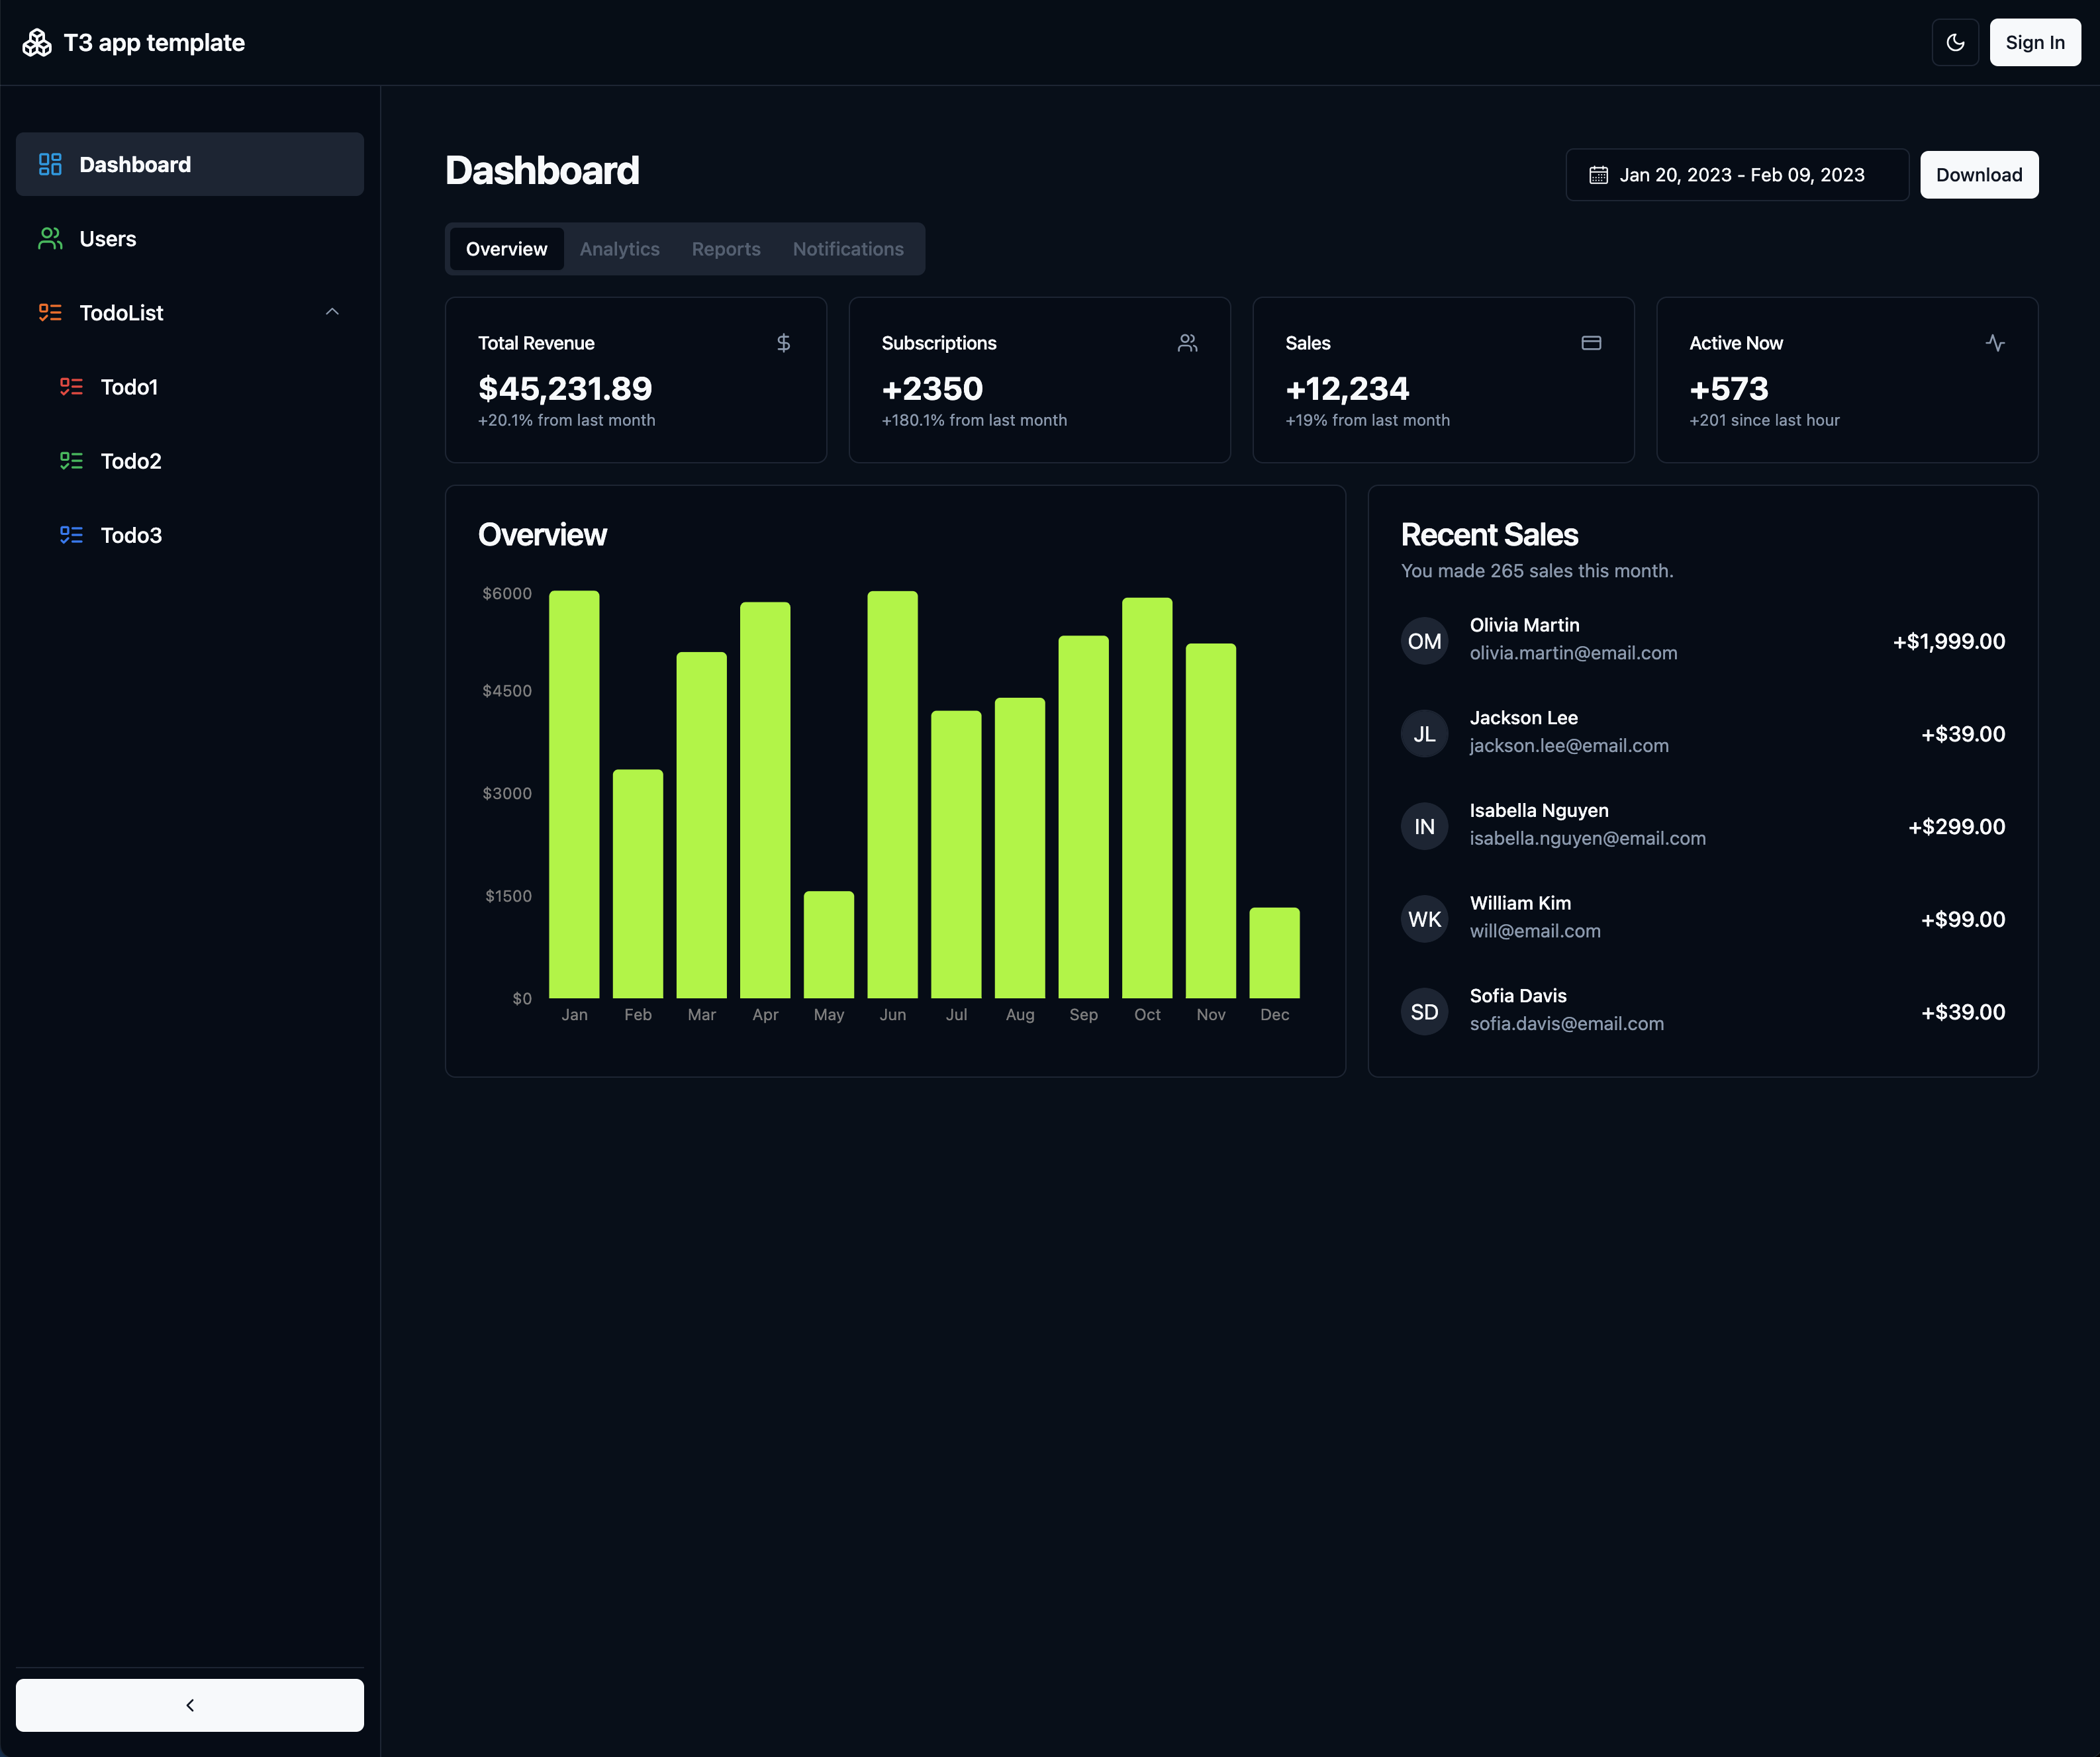 T3 app template
Sign In
Dashboard
Users
TodoList
Todo1
Todo2
Todo3
Dashboard
Jan 20, 2023 - Feb 09, 2023
Download
Overview
Analytics
Reports
Notifications
Total Revenue
$45,231.89
+20.1% from last month
Subscriptions
+2350
+180.1% from last month
Sales
+12,234
+19% from last month
Active Now
+573
+201 since last hour
Overview
$6000
$4500
$3000
$1500
$0
Jan Feb Mar Apr May Jun Jul Aug Sep Oct Nov Dec
Recent Sales
You made 265 sales this month.
OM
Olivia Martin
olivia.martin@email.com
+$1,999.00
JL
Jackson Lee
jackson.lee@email.com
+$39.00
IN
Isabella Nguyen
isabella.nguyen@email.com
+$299.00
WK
William Kim
will@email.com
+$99.00
SD
Sofia Davis
sofia.davis@email.com
+$39.00